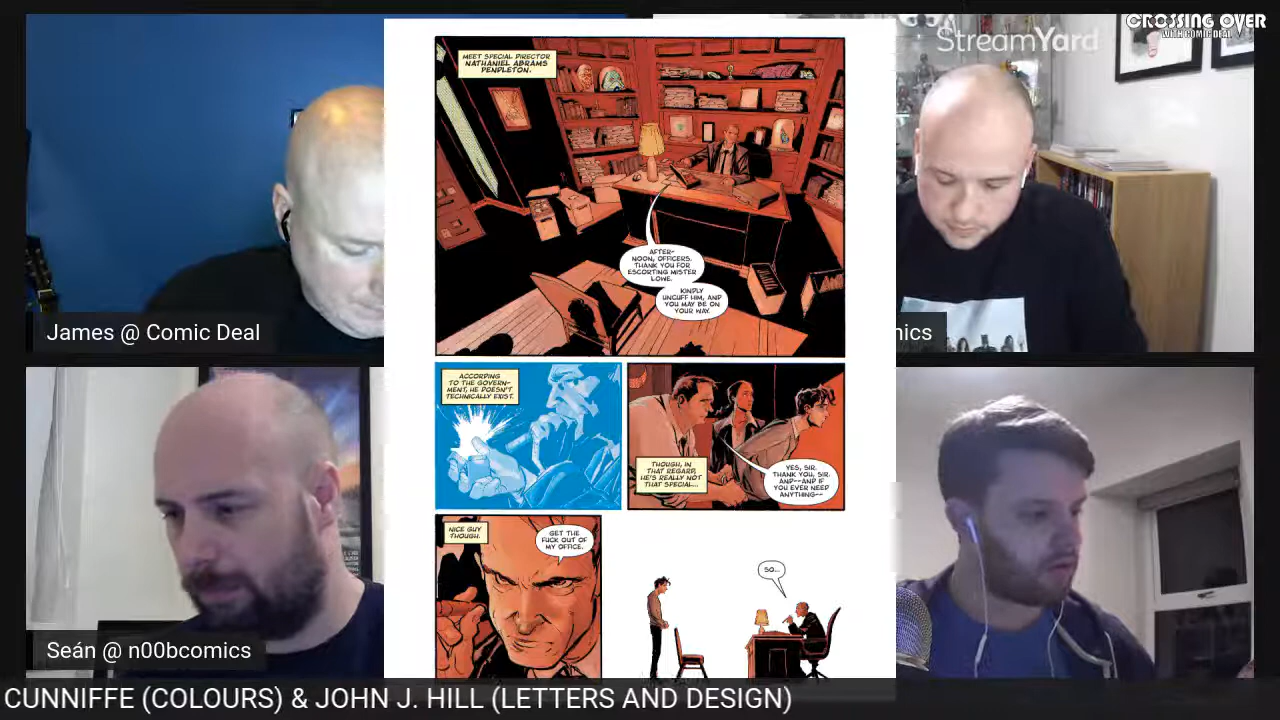 CROSSING OVER
WITH COMIC DEAL
StreamYard
MEET SPECIAL DIRECTOR
NATHANIEL ABRAMS
PENDLETON.
AFTER-
NOON, OFFICERS.
THANK YOU FOR
ESCORTING MISTER
LOWE.
KINDLY
UNCUFF HIM, AND
YOU MAY BE ON
YOUR WAY.
James @ Comic Deal
nics
ACCORDING
TO THE GOVERN-
MENT, HE DOESN'T
TECHNICALLY EXIST.
THOUGH, IN
THAT REGARD,
HE'S REALLY NOT
THAT SPECIAL...
YES, SIR.
THANK YOU, SIR.
AND--AND IF
YOU EVER NEED
ANYTHING--
NICE GUY
THOUGH.
GET THE
FUCK OUT OF
MY OFFICE.
SO...
Seán @ n00bcomics
CUNNIFFE (COLOURS) & JOHN J. HILL (LETTERS AND DESIGN)